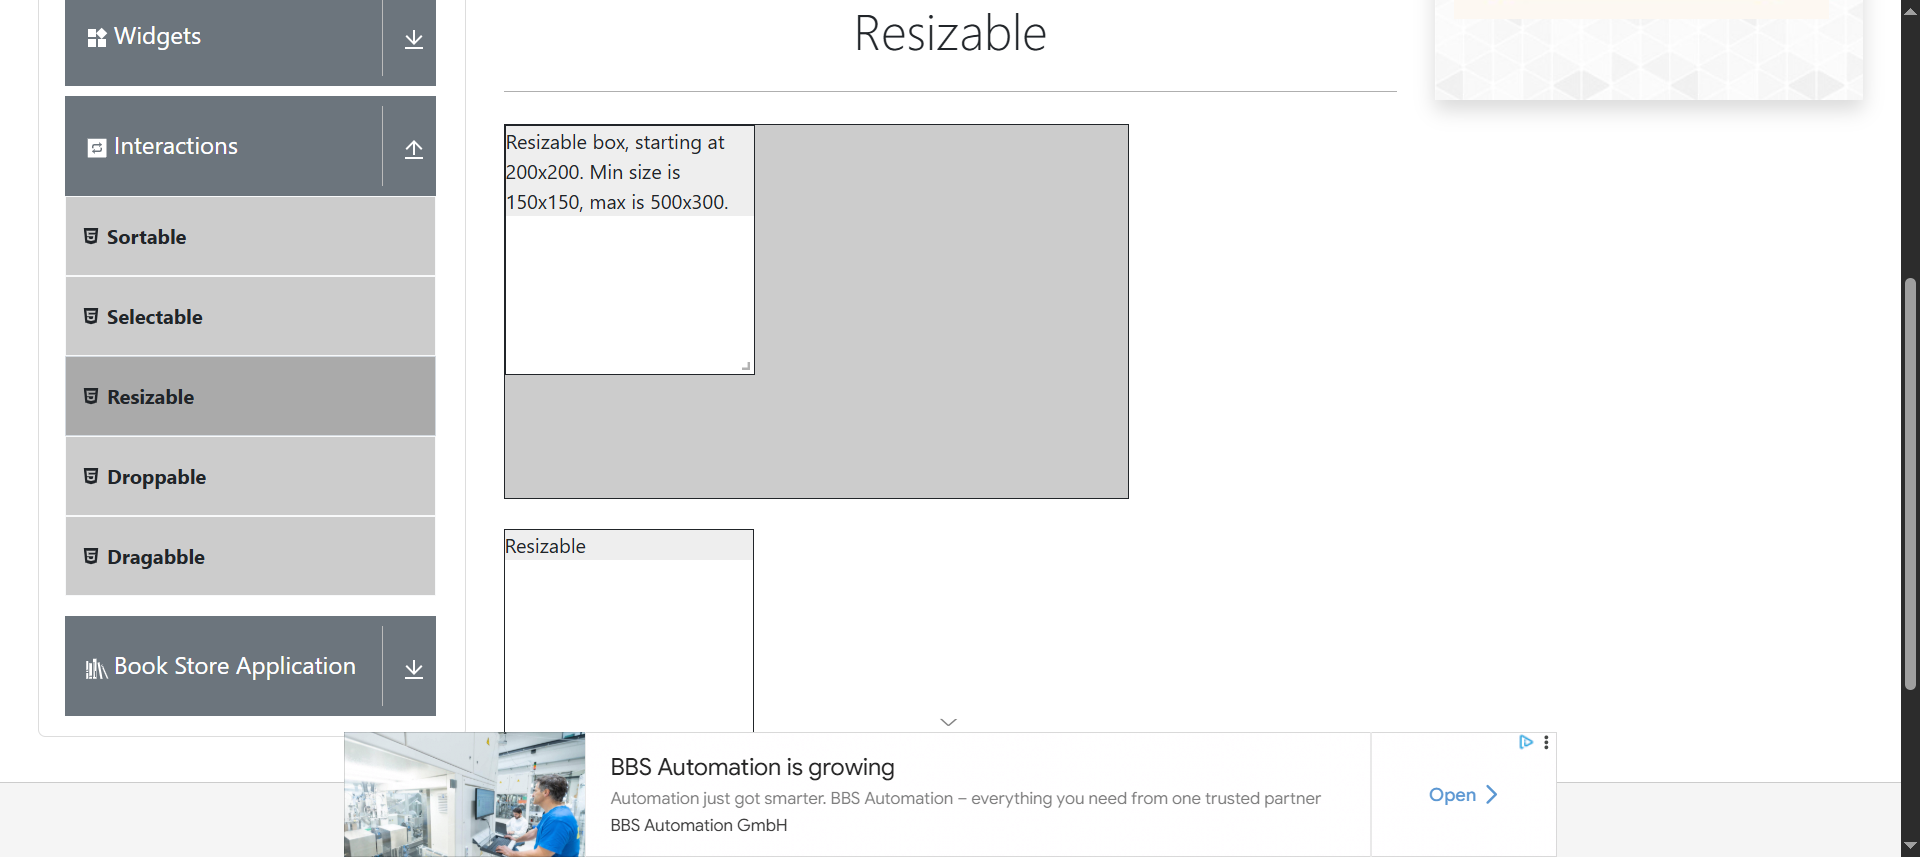 Widgets
Interactions
Sortable
Selectable
Resizable
Droppable
Dragabble
Book Store Application
Resizable
Resizable box, starting at
200x200. Min size is
150x150, max is 500x300.
Resizable
BBS Automation is growing
Automation just got smarter. BBS Automation – everything you need from one trusted partner
BBS Automation GmbH
Open